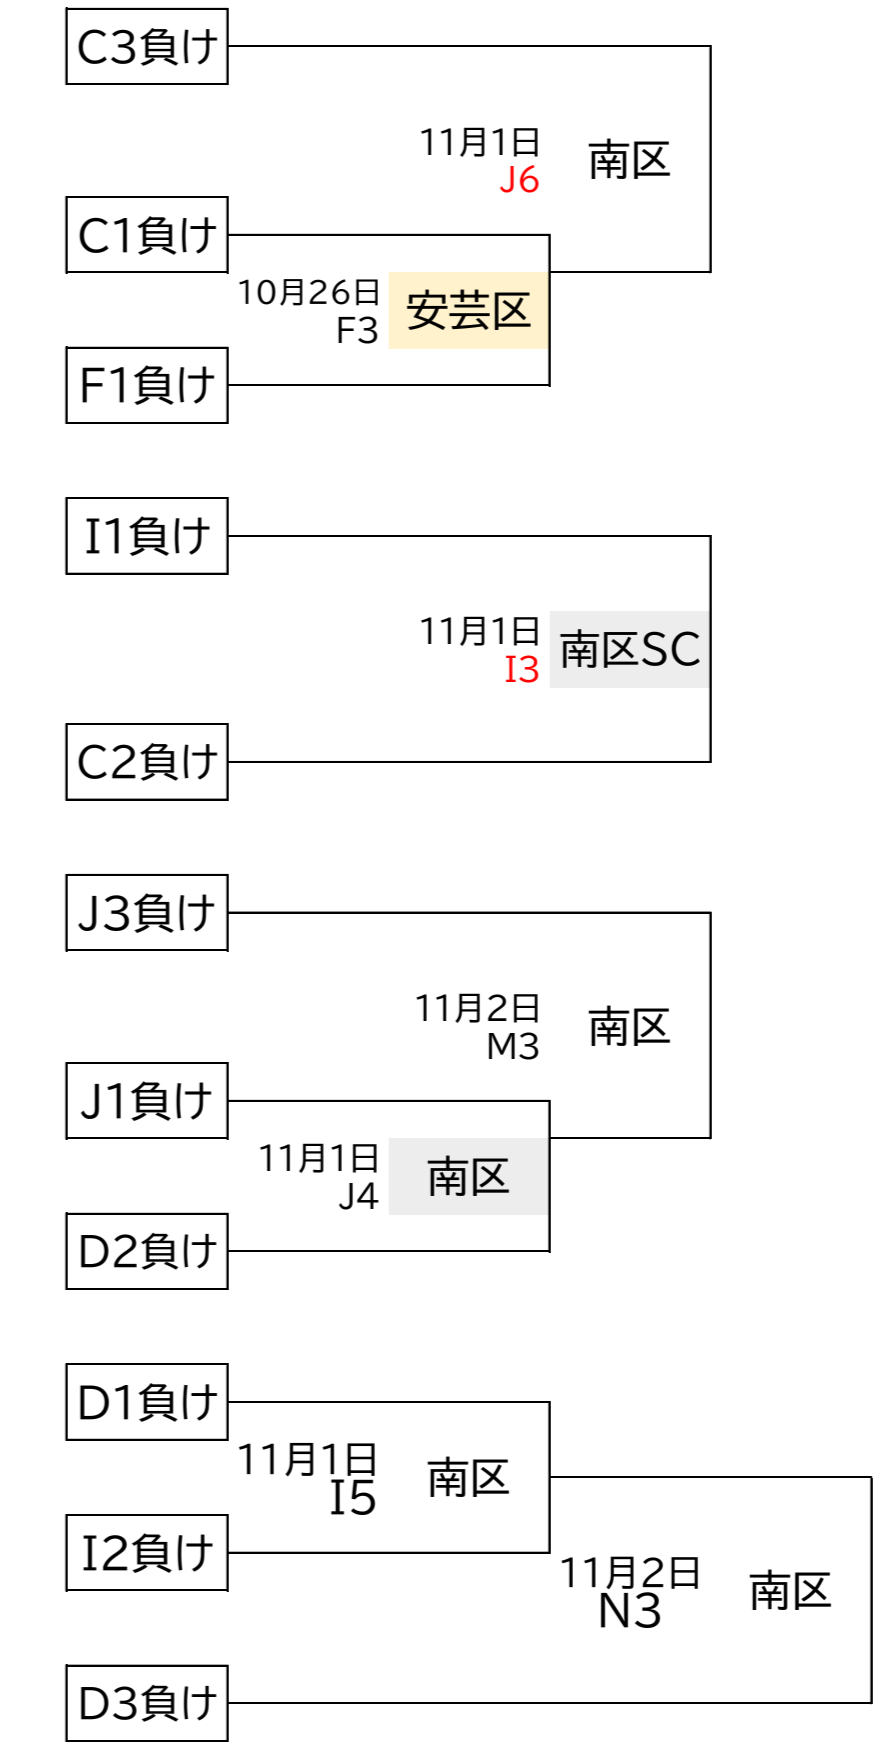 C3負け
11月1日
J6
南区
C1負け
10月26日
F3
安芸区
F1負け
I1負け
11月1日
I3
南区SC
C2負け
J3負け
11月2日
M3
南区
J1負け
11月1日
J4
南区
D2負け
D1負け
11月1日
I5
南区
I2負け
11月2日
N3
南区
D3負け